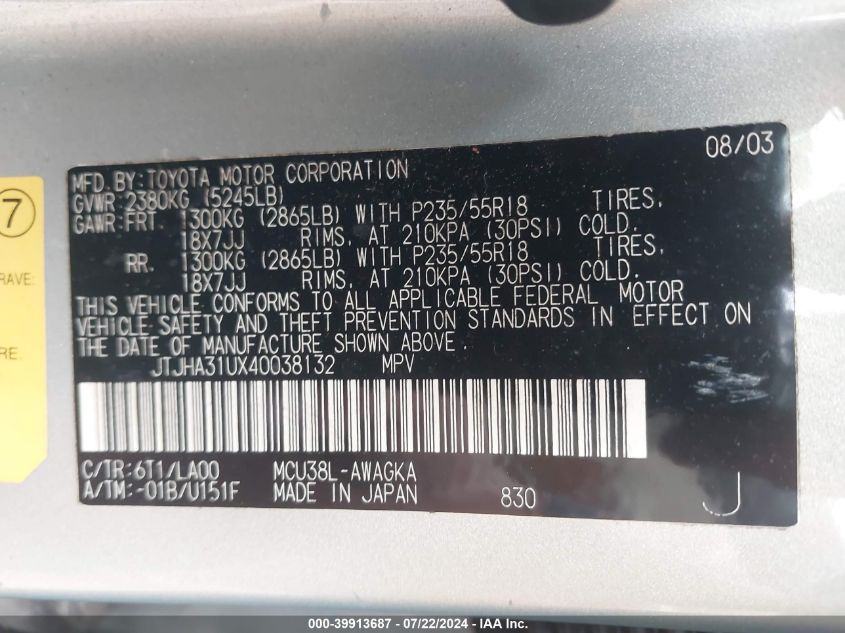 08/03
MFD. BY: TOYOTA MOTOR CORPORATION
GVWR: 2380KG (5245LB)
GAWR: FRT. 1300KG (2865LB) WITH P235/55R18 TIRES,
18X7JJ RIMS, AT 210KPA (30PSI) COLD.
RR. 1300KG (2865LB) WITH P235/55R18 TIRES,
18X7JJ RIMS, AT 210KPA (30PSI) COLD.
THIS VEHICLE CONFORMS TO ALL APPLICABLE FEDERAL MOTOR
VEHICLE SAFETY AND THEFT PREVENTION STANDARDS IN EFFECT ON
THE DATE OF MANUFACTURE SHOWN ABOVE.
JTJHA31UX40038132 MPV
C/TR: 6T1/LA00 MCU38L-AWAGKA
A/TM: -01B/U151F MADE IN JAPAN 830 J
7
RAVE:
RE.
000-39913687 - 07/22/2024 - IAA Inc.